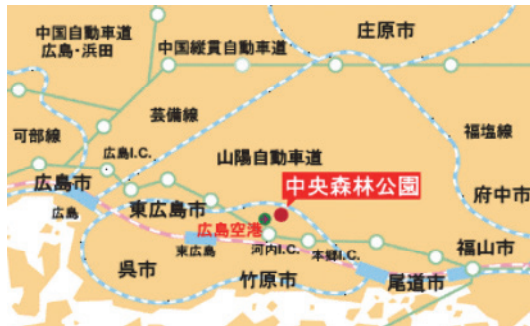 中国自動車道
広島・浜田
中国縦貫自動車道
庄原市
芸備線
可部線
福塩線
広島I.C.
山陽自動車道
広島市
中央森林公園
府中市
広島
東広島市
広島空港
東広島
河内I.C.
本郷I.C.
福山市
呉市
竹原市
尾道市